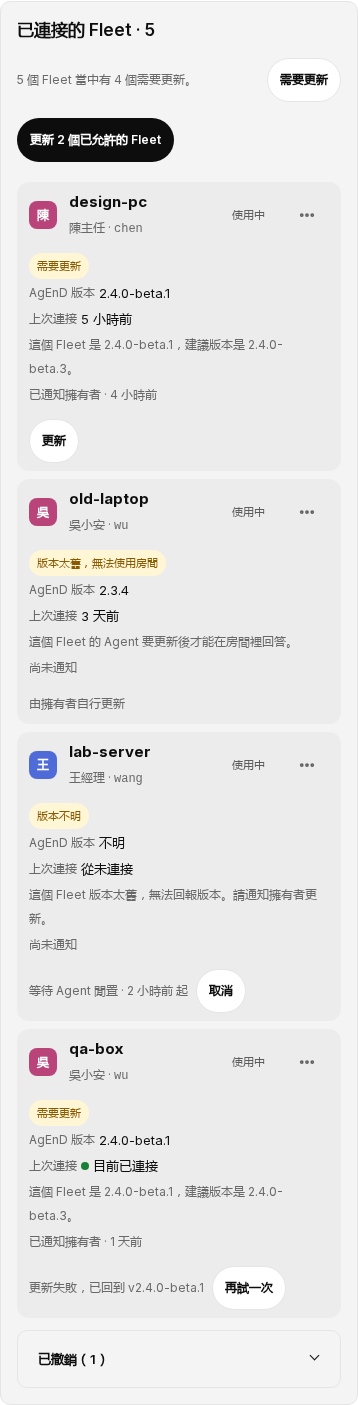 已連接的 Fleet · 5
5 個 Fleet 當中有 4 個需要更新。
需要更新
更新 2 個已允許的 Fleet
陳
design-pc
陳主任 · chen
使用中
需要更新
AgEnD 版本 2.4.0-beta.1
上次連接 5 小時前
這個 Fleet 是 2.4.0-beta.1，建議版本是 2.4.0-
beta.3。
已通知擁有者 · 4 小時前
更新
吳
old-laptop
吳小安 · wu
使用中
版本太舊，無法使用房間
AgEnD 版本 2.3.4
上次連接 3 天前
這個 Fleet 的 Agent 要更新後才能在房間裡回答。
尚未通知
由擁有者自行更新
王
lab-server
王經理 · wang
使用中
版本不明
AgEnD 版本 不明
上次連接 從未連接
這個 Fleet 版本太舊，無法回報版本。請通知擁有者更
新。
尚未通知
等待 Agent 閒置 · 2 小時前 起
取消
吳
qa-box
吳小安 · wu
使用中
需要更新
AgEnD 版本 2.4.0-beta.1
上次連接 目前已連接
這個 Fleet 是 2.4.0-beta.1，建議版本是 2.4.0-
beta.3。
已通知擁有者 · 1 天前
更新失敗，已回到 v2.4.0-beta.1
再試一次
已撤銷（1）